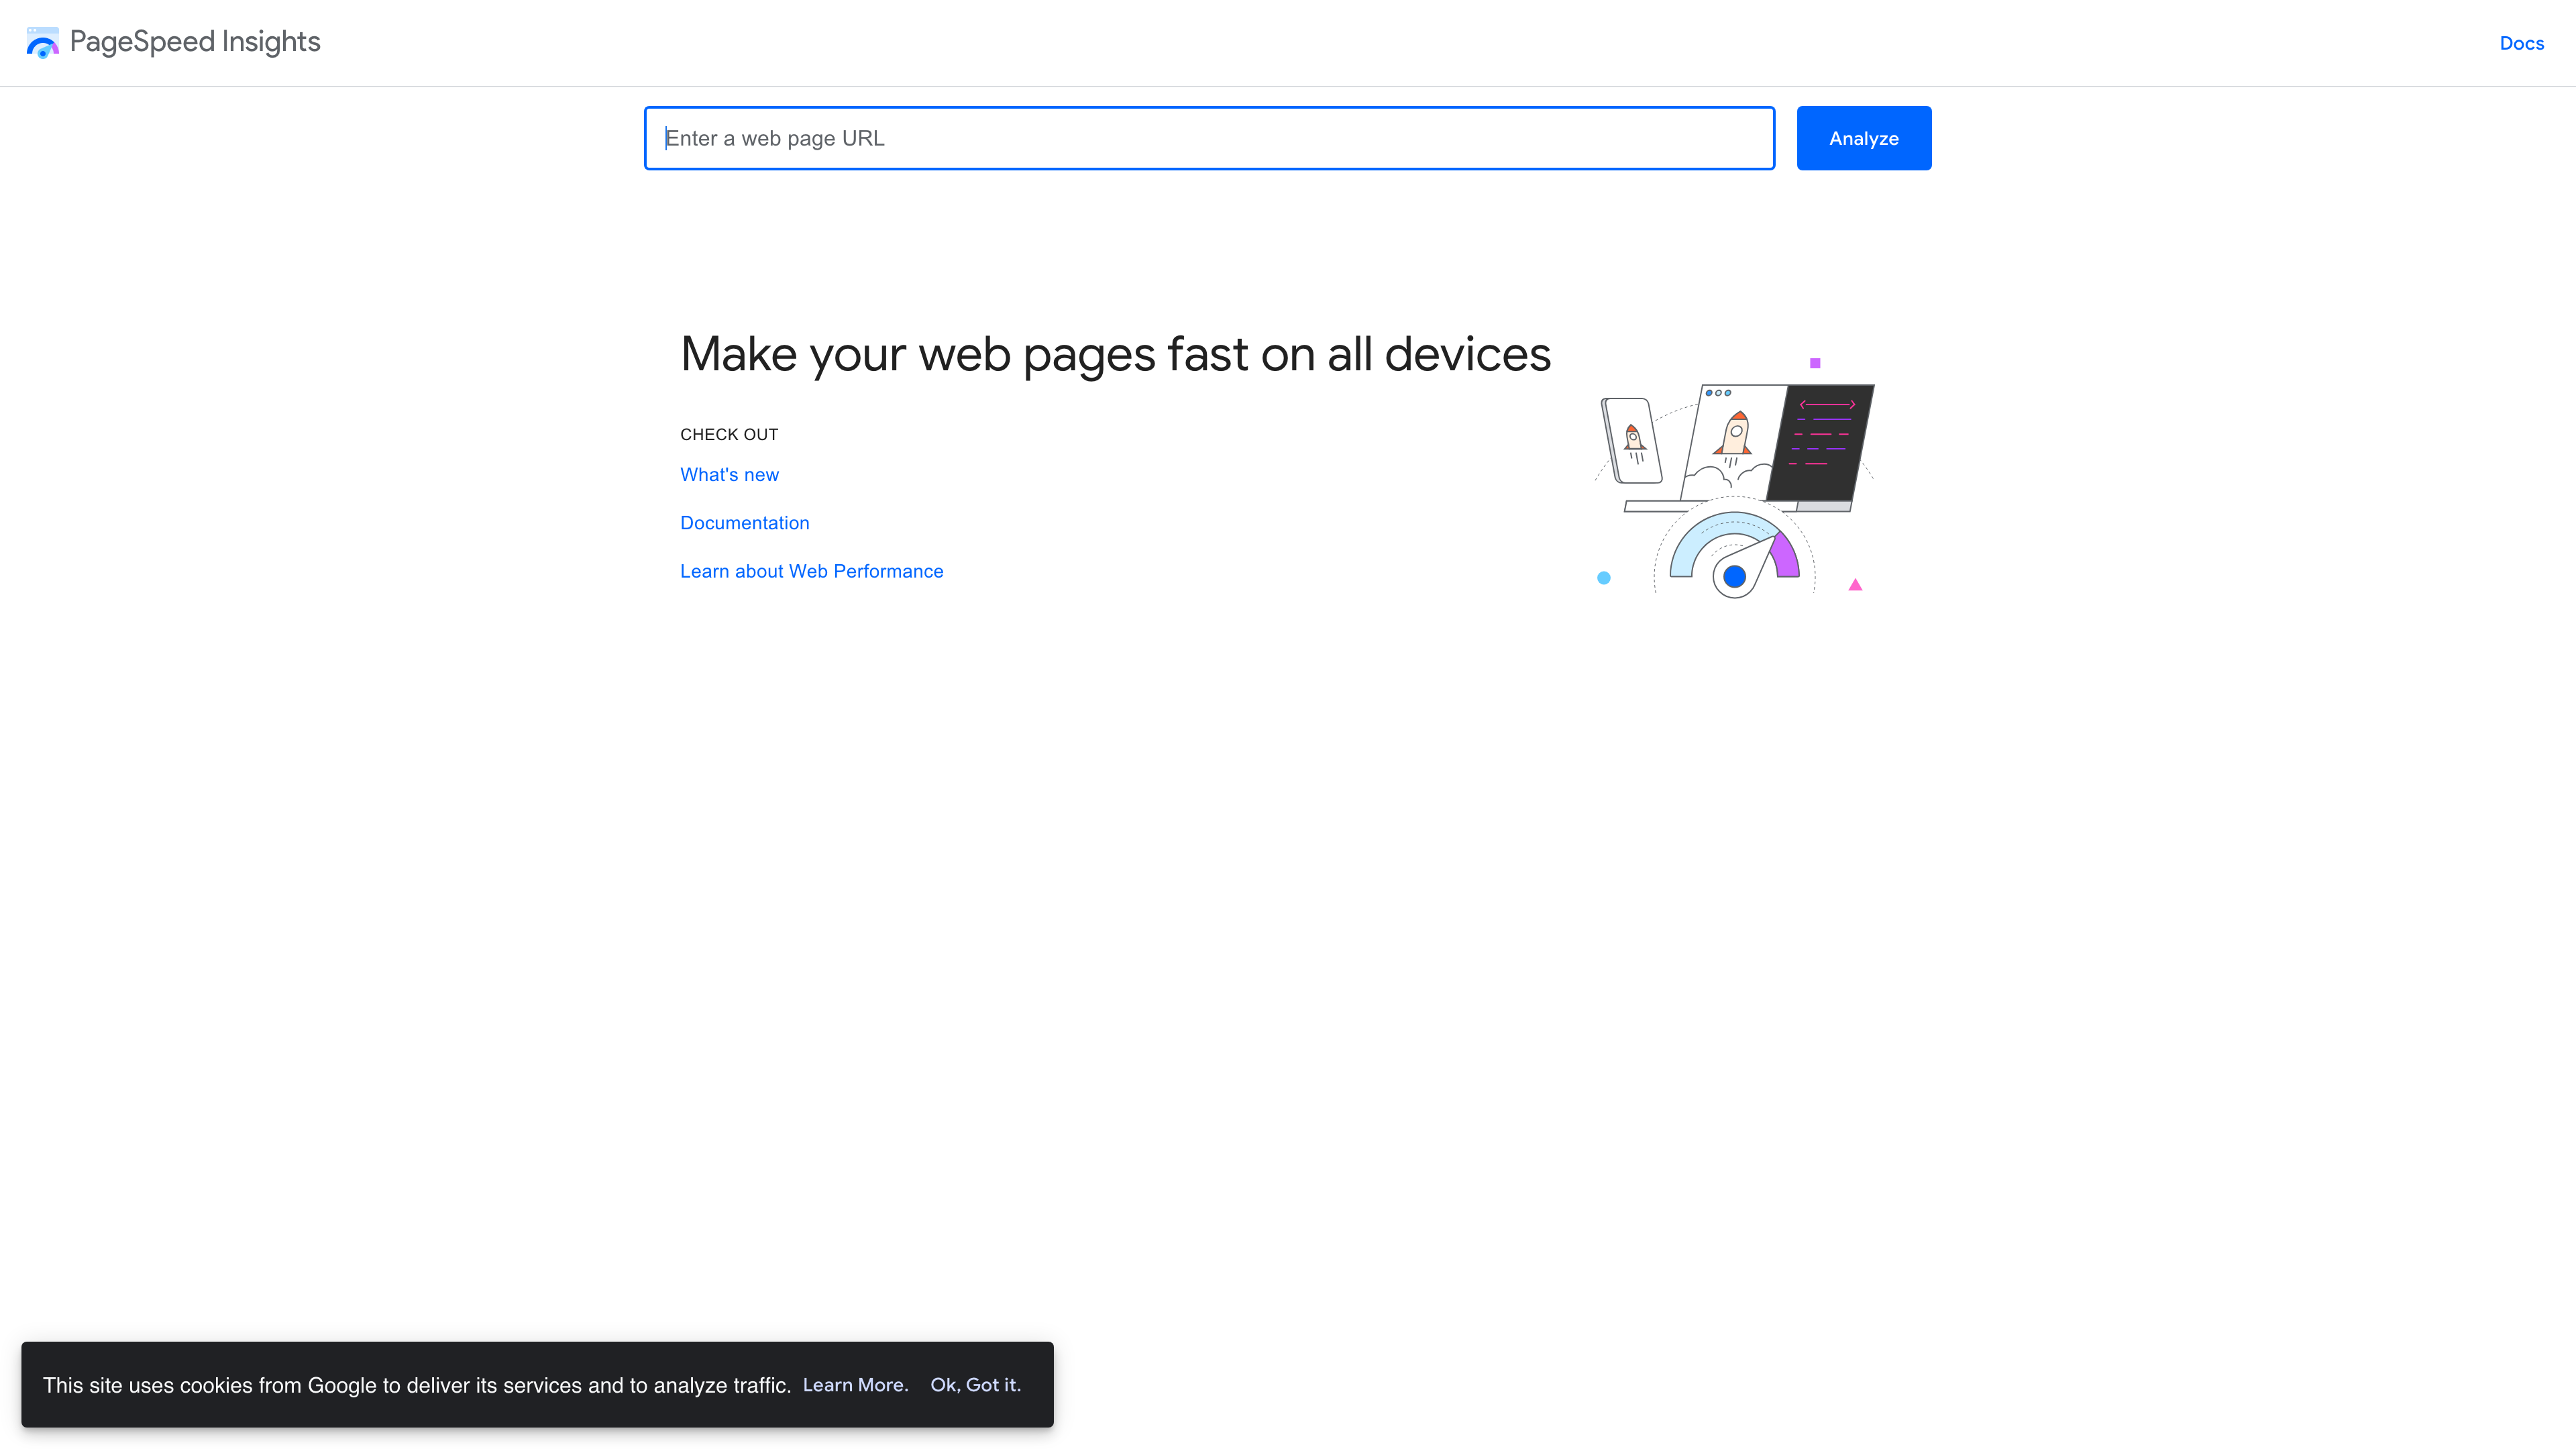 PageSpeed Insights
Docs
Enter a web page URL
Analyze
Make your web pages fast on all devices
CHECK OUT
What's new
Documentation
Learn about Web Performance
This site uses cookies from Google to deliver its services and to analyze traffic. Learn More. Ok, Got it.